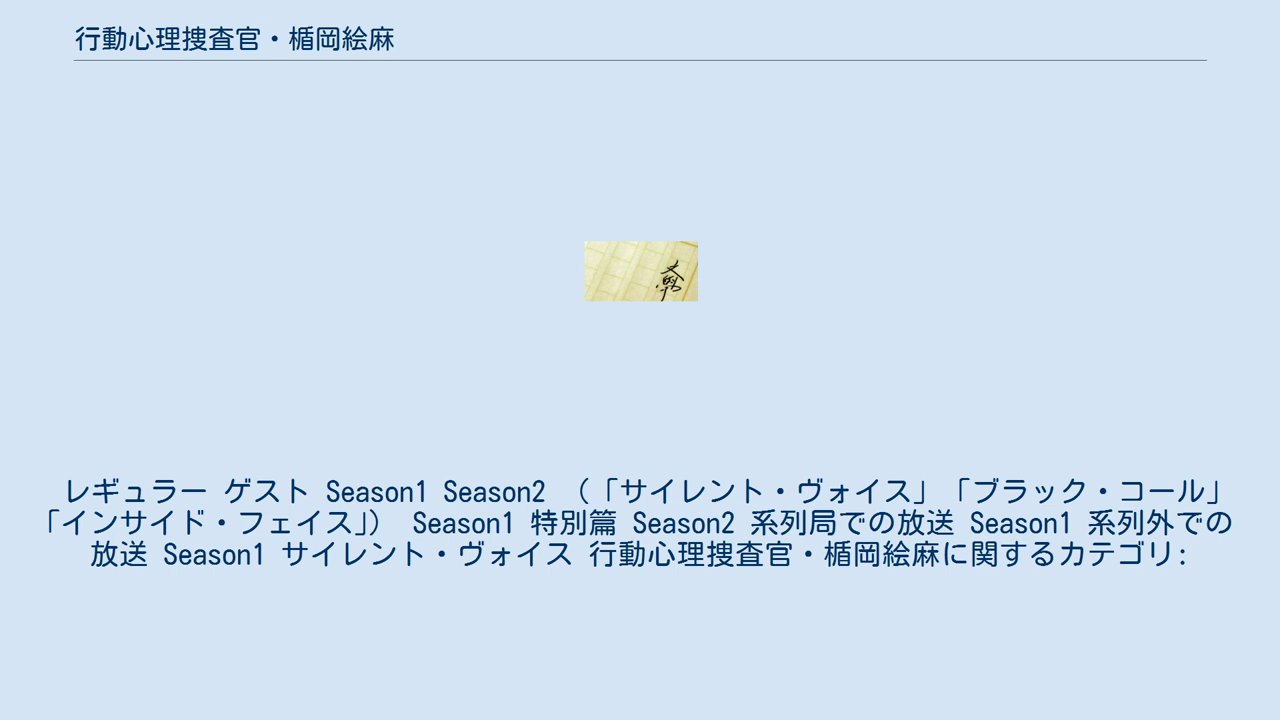 行動心理捜査官・楯岡絵麻
レギュラー ゲスト Season1 Season2 （「サイレント・ヴォイス」「ブラック・コール」
「インサイド・フェイス」） Season1 特別篇 Season2 系列局での放送 Season1 系列外での
放送 Season1 サイレント・ヴォイス 行動心理捜査官・楯岡絵麻に関するカテゴリ: